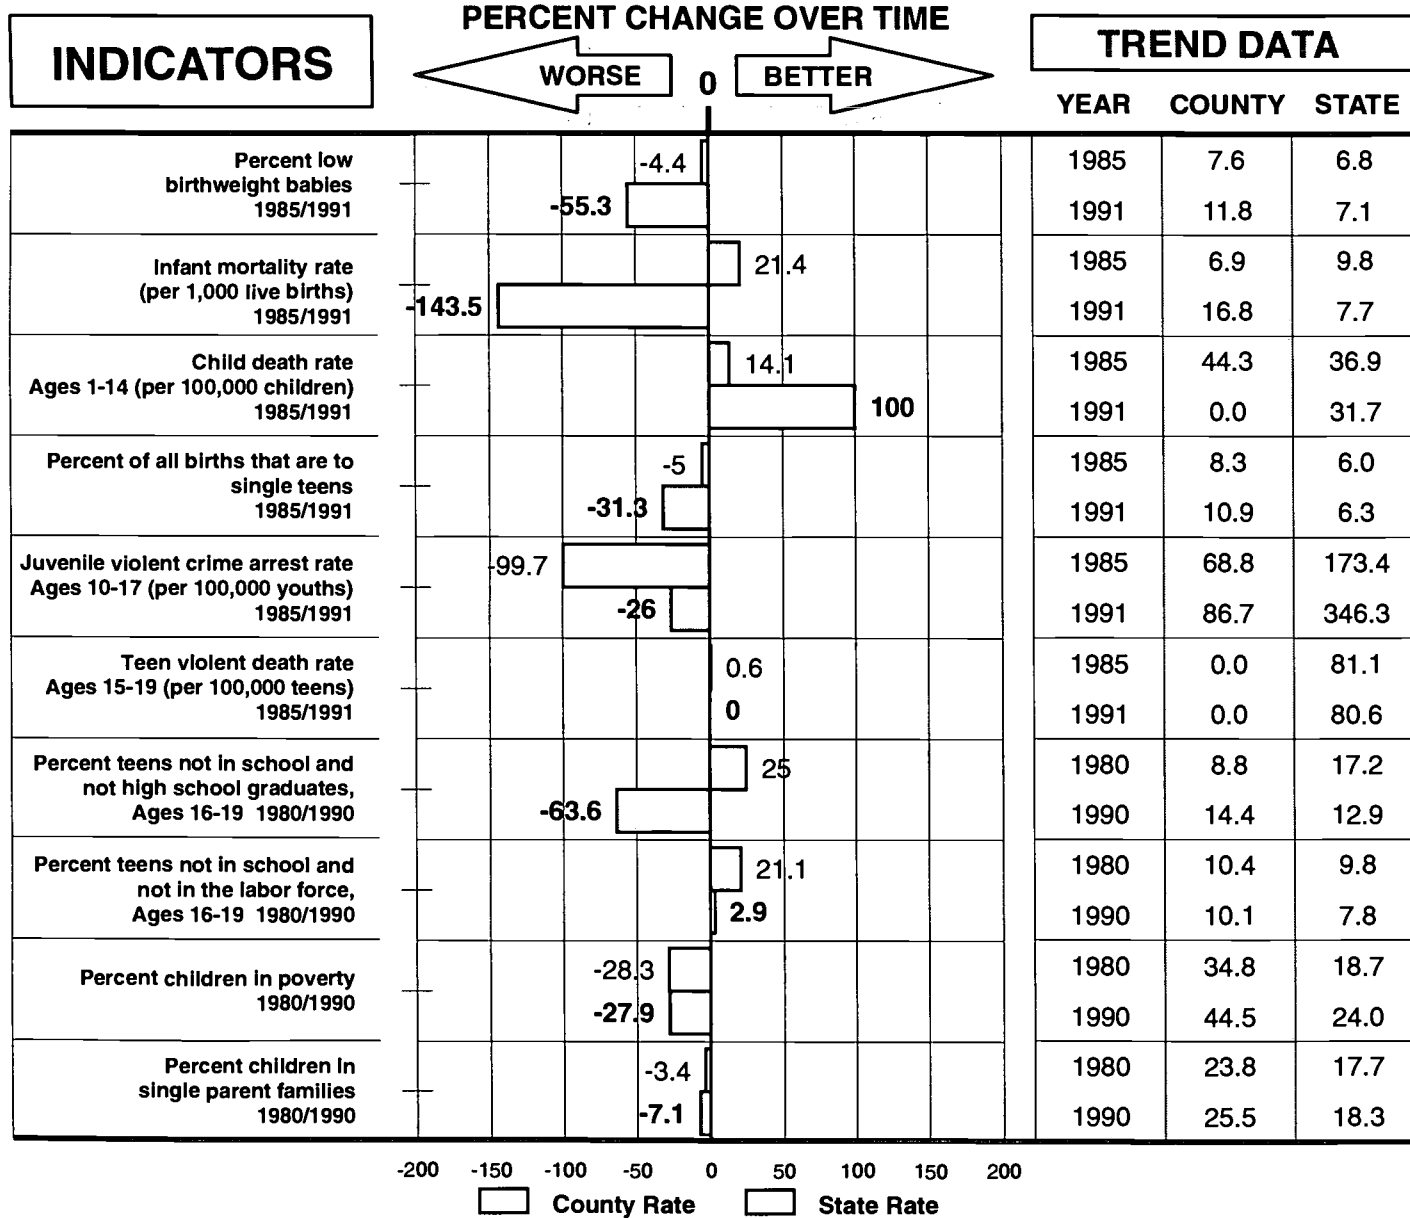 PERCENT CHANGE OVER TIME
INDICATORS
WORSE
0
BETTER
TREND DATA
YEAR COUNTY STATE
Percent low
birthweight babies
1985/1991
-4.4
-55.3
1985 7.6 6.8
1991 11.8 7.1
Infant mortality rate
(per 1,000 live births)
1985/1991
21.4
-143.5
1985 6.9 9.8
1991 16.8 7.7
Child death rate
Ages 1-14 (per 100,000 children)
1985/1991
14.1
100
1985 44.3 36.9
1991 0.0 31.7
Percent of all births that are to
single teens
1985/1991
-5
-31.3
1985 8.3 6.0
1991 10.9 6.3
Juvenile violent crime arrest rate
Ages 10-17 (per 100,000 youths)
1985/1991
-99.7
-26
1985 68.8 173.4
1991 86.7 346.3
Teen violent death rate
Ages 15-19 (per 100,000 teens)
1985/1991
0.6
0
1985 0.0 81.1
1991 0.0 80.6
Percent teens not in school and
not high school graduates,
Ages 16-19 1980/1990
25
-63.6
1980 8.8 17.2
1990 14.4 12.9
Percent teens not in school and
not in the labor force,
Ages 16-19 1980/1990
21.1
2.9
1980 10.4 9.8
1990 10.1 7.8
Percent children in poverty
1980/1990
-28.3
-27.9
1980 34.8 18.7
1990 44.5 24.0
Percent children in
single parent families
1980/1990
-3.4
-7.1
1980 23.8 17.7
1990 25.5 18.3
-200 -150 -100 -50 0 50 100 150 200
County Rate State Rate